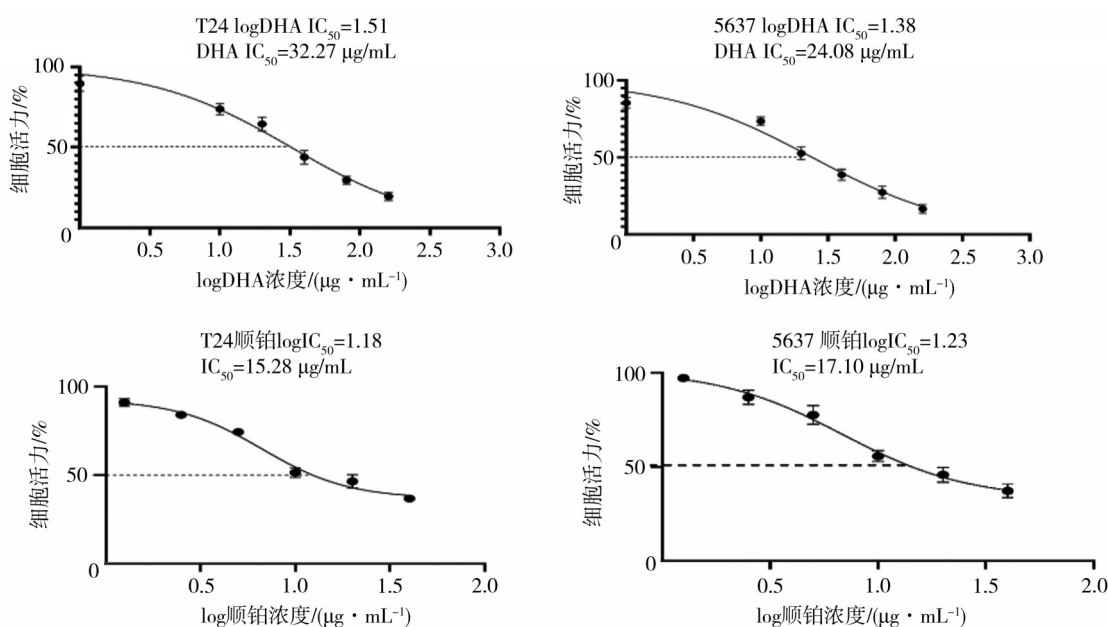 T24 logDHA IC50=1.51
DHA IC50=32.27 μg/mL
100
50
0
0.5 1.0 1.5 2.0 2.5 3.0
细胞活力/%
logDHA浓度/(μg·mL−1)
5637 logDHA IC50=1.38
DHA IC50=24.08 μg/mL
100
50
0
0.5 1.0 1.5 2.0 2.5 3.0
细胞活力/%
logDHA浓度/(μg·mL−1)
T24顺铂logIC50=1.18
IC50=15.28 μg/mL
100
50
0
0.5 1.0 1.5 2.0
细胞活力/%
log顺铂浓度/(μg·mL−1)
5637 顺铂logIC50=1.23
IC50=17.10 μg/mL
100
50
0
0.5 1.0 1.5 2.0
细胞活力/%
log顺铂浓度/(μg·mL−1)